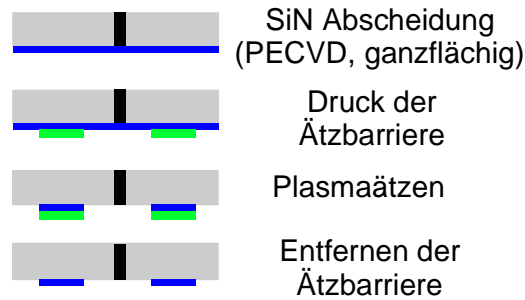 SiN Abscheidung
(PECVD, ganzflächig)
Druck der
Ätzbarriere
Plasmaätzen
Entfernen der
Ätzbarriere